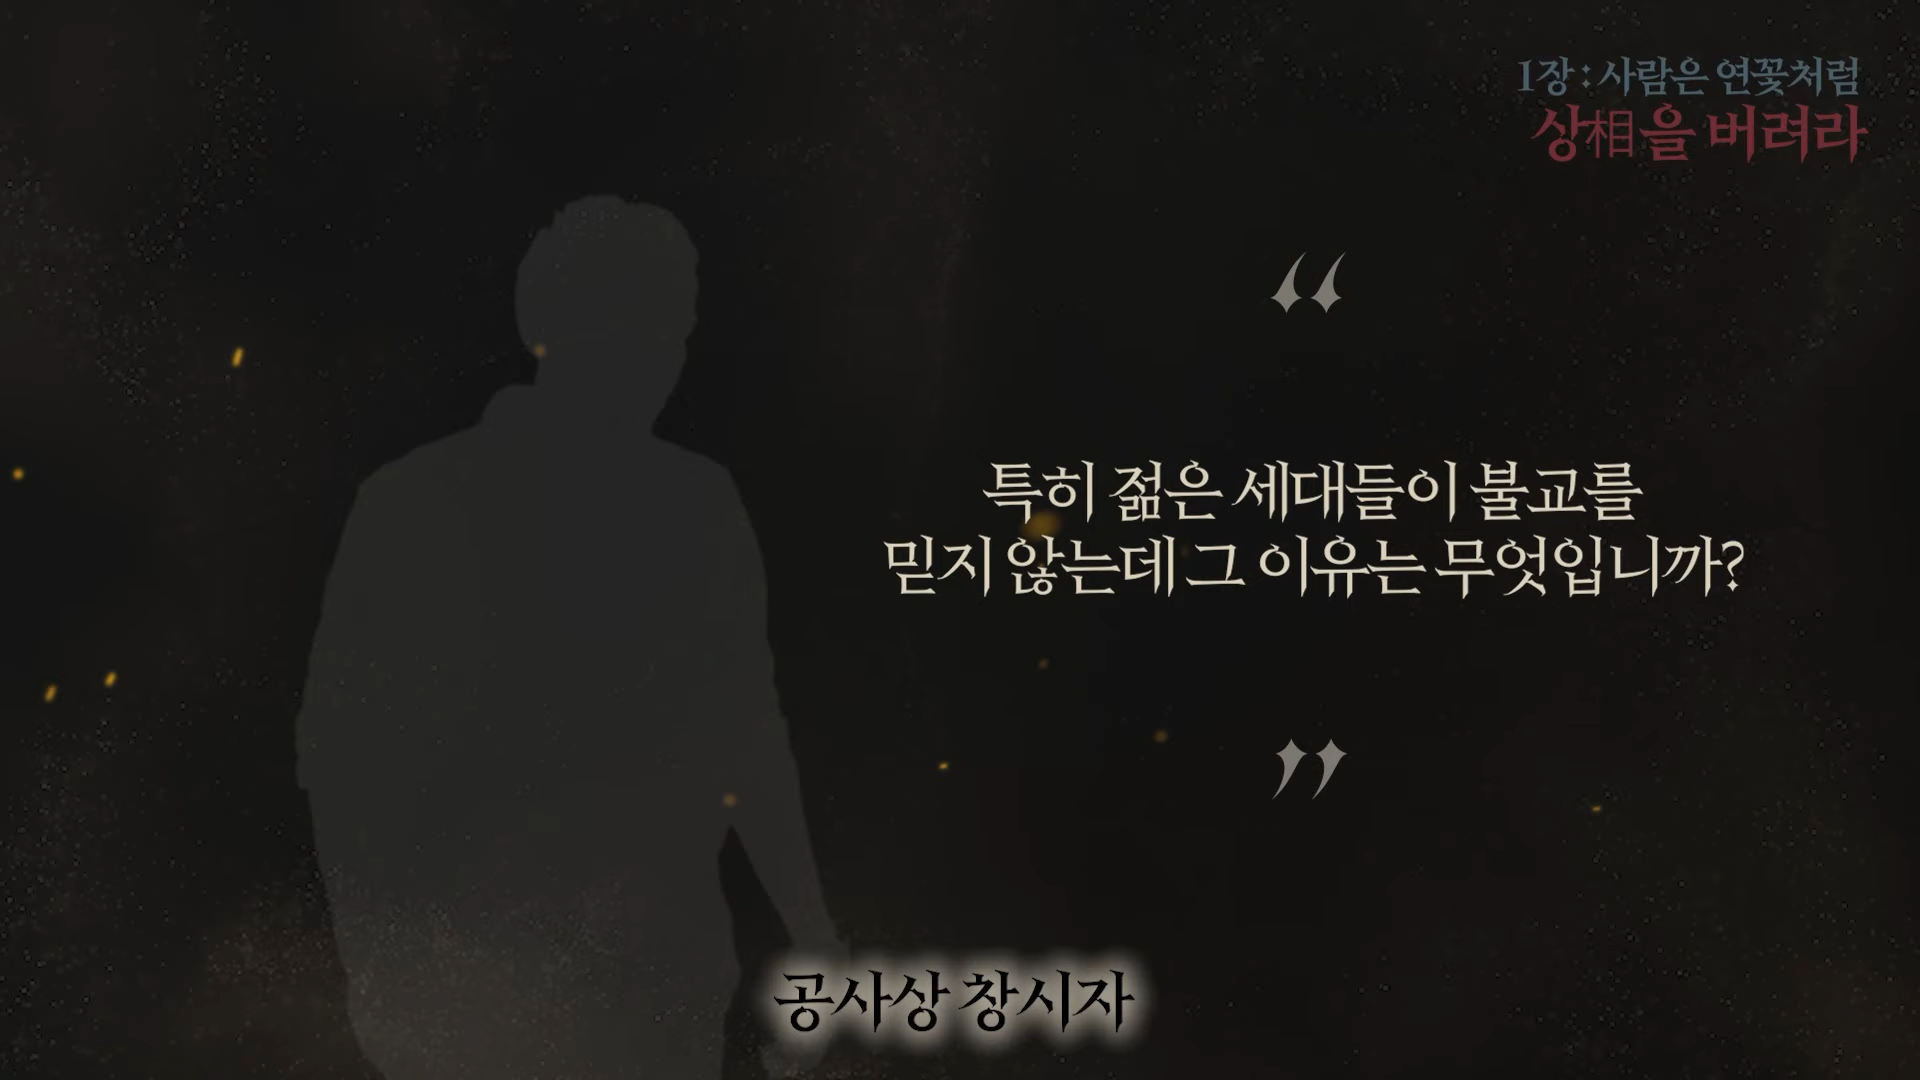 1장 : 사람은 연꽃처럼
상相을 버려라
“
특히 젊은 세대들이 불교를
믿지 않는데 그 이유는 무엇입니까?
”
공사상 창시자